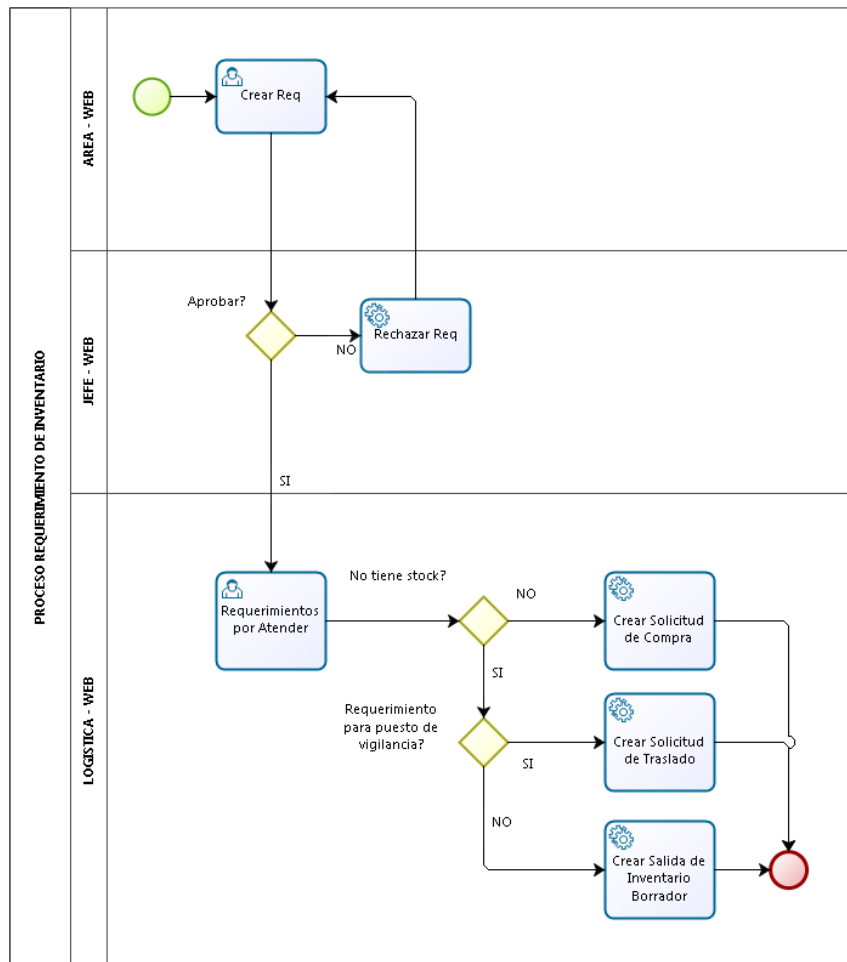 PROCESO REQUERIMIENTO DE INVENTARIO
AREA - WEB
Crear Req
JEFE - WEB
Aprobar?
NO
Rechazar Req
SI
LOGISTICA - WEB
Requerimientos
por Atender
No tiene stock?
NO
Crear Solicitud
de Compra
SI
Requerimiento
para puesto de
vigilancia?
SI
Crear Solicitud
de Traslado
NO
Crear Salida de
Inventario
Borrador